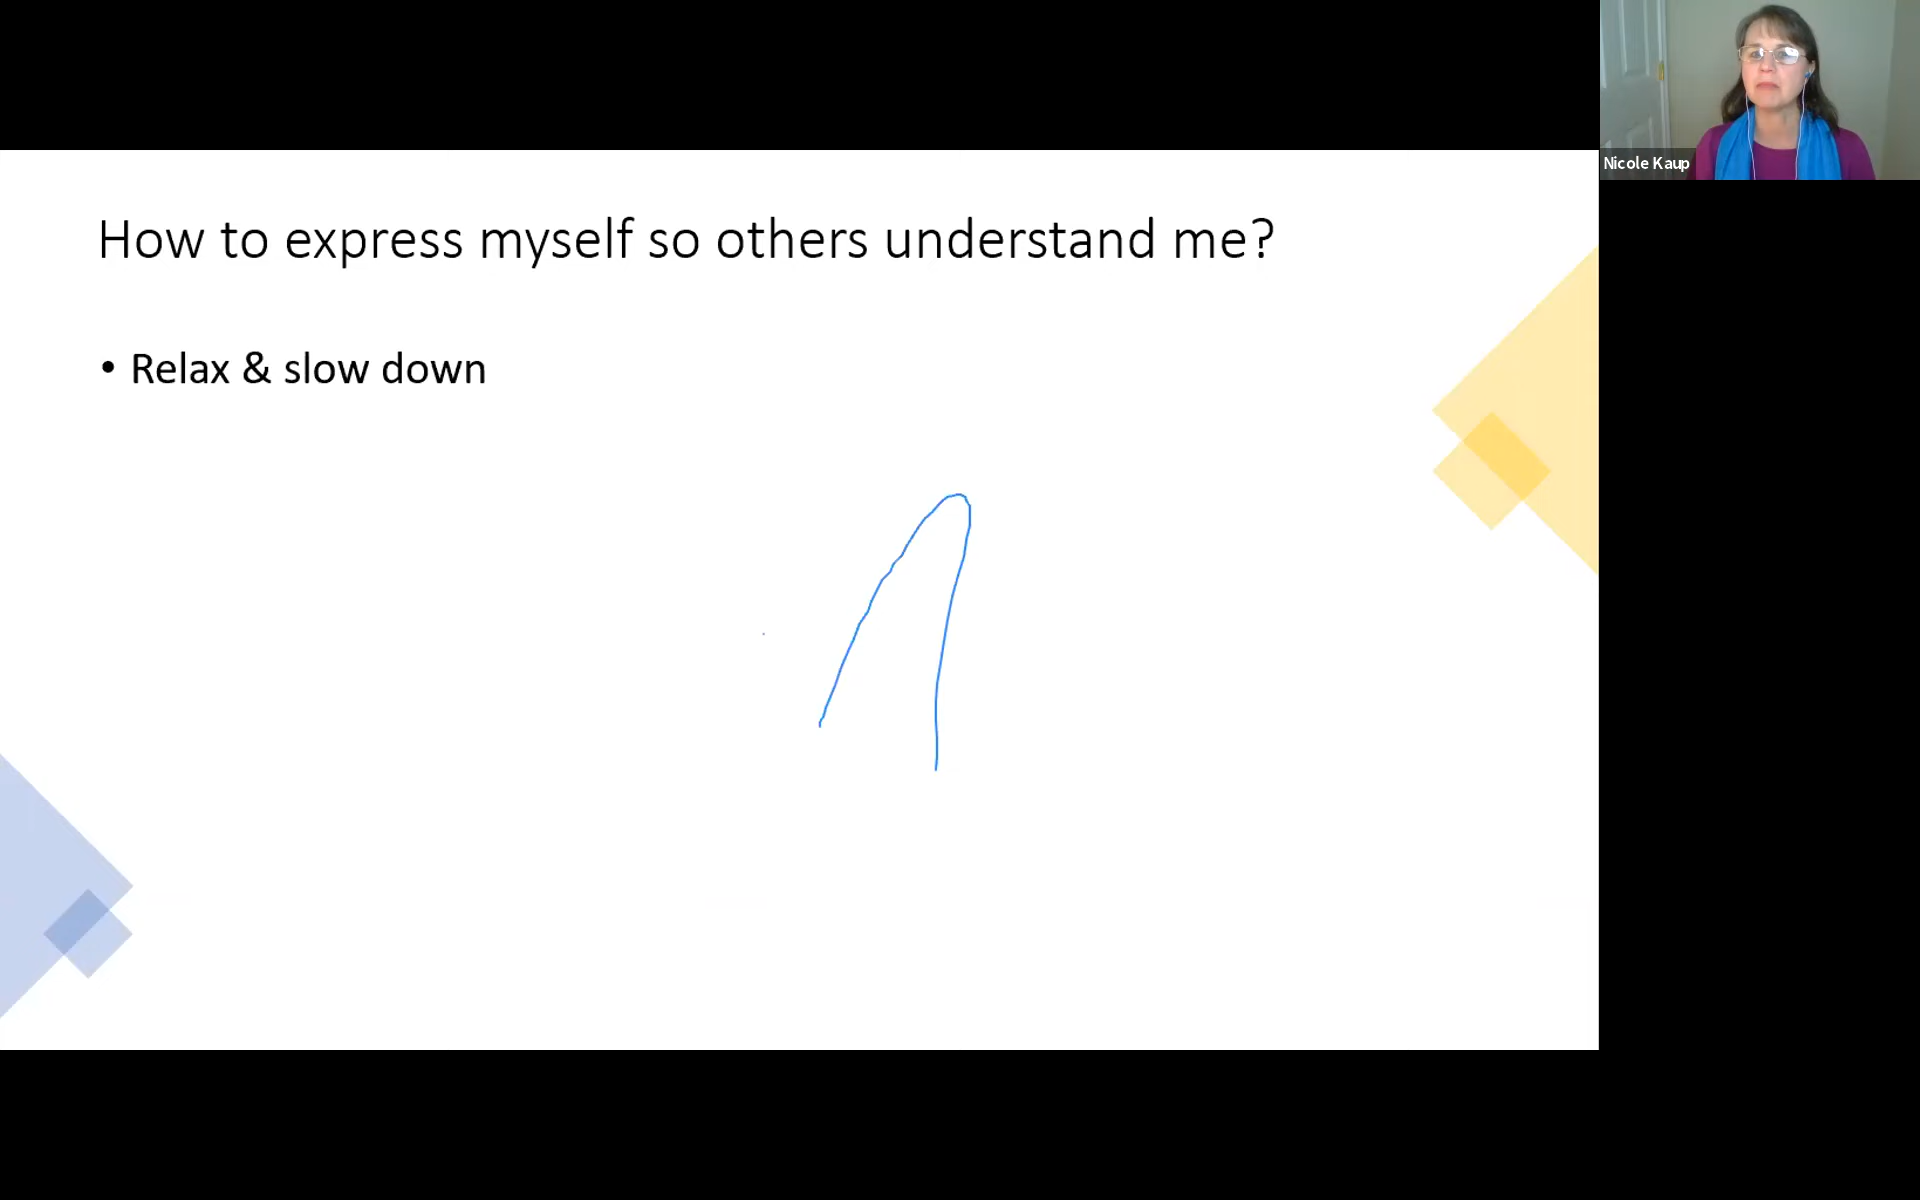 How to express myself so others understand me?
• Relax & slow down
Nicole Kaup